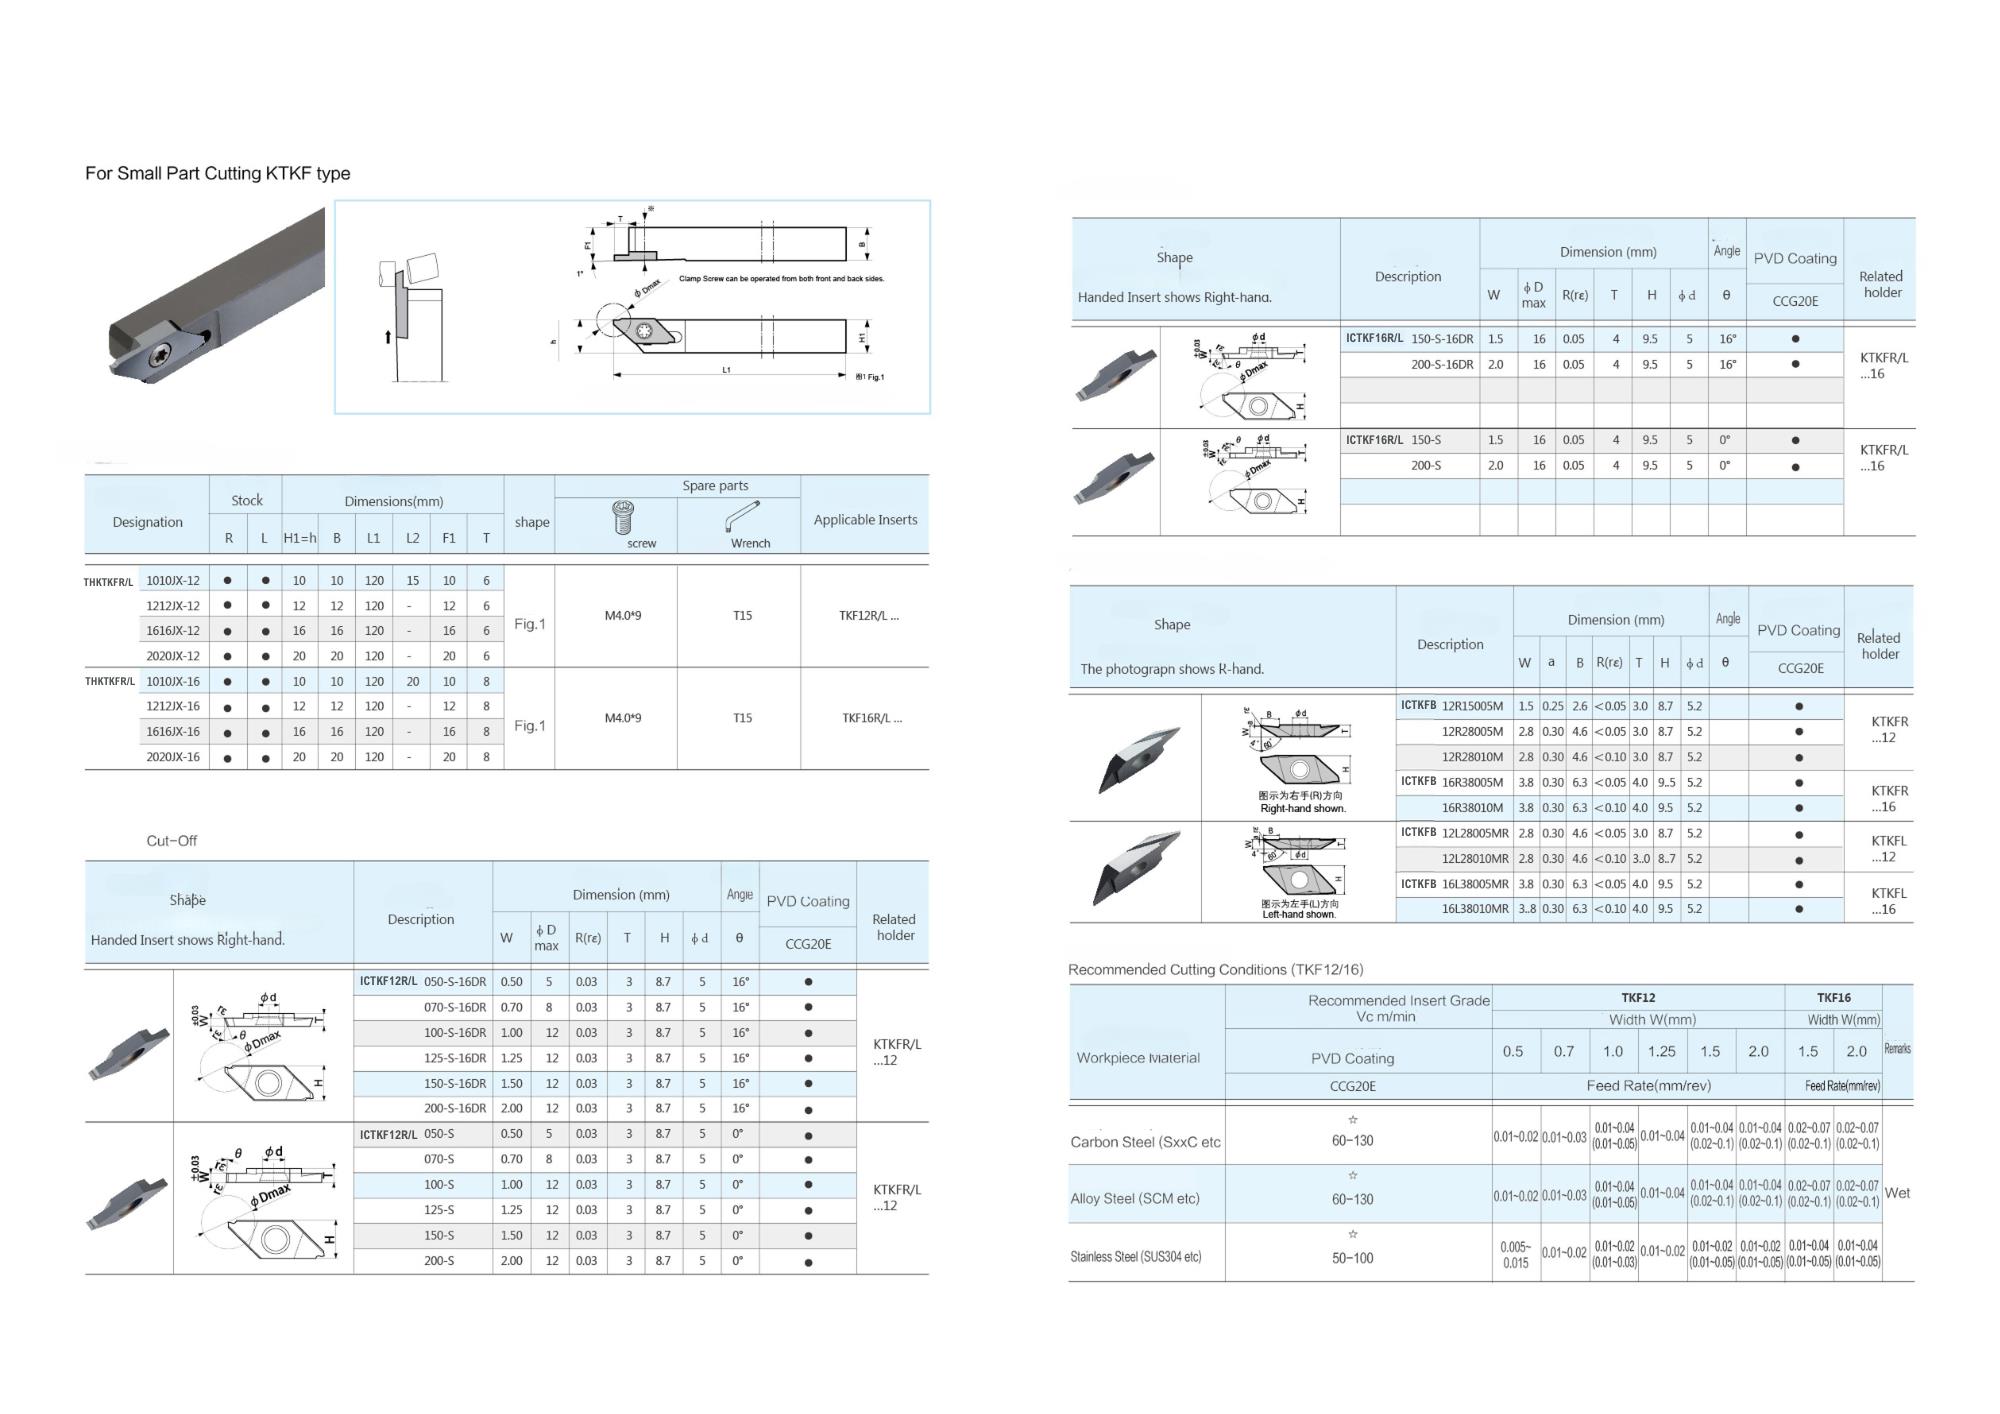 For Small Part Cutting KTKF type
T
※
F1
B
1°
Clamp Screw can be operated from both front and back sides.
ϕDmax
h
H1
L1
图1 Fig.1
Designation Stock Dimensions(mm) shape Spare parts Applicable Inserts
R L H1=h B L1 L2 F1 T screw Wrench
THKTKFR/L 1010JX-12 ● ● 10 10 120 15 10 6 Fig.1 M4.0*9 T15 TKF12R/L ...
1212JX-12 ● ● 12 12 120 - 12 6
1616JX-12 ● ● 16 16 120 - 16 6
2020JX-12 ● ● 20 20 120 - 20 6
THKTKFR/L 1010JX-16 ● ● 10 10 120 20 10 8 Fig.1 M4.0*9 T15 TKF16R/L ...
1212JX-16 ● ● 12 12 120 - 12 8
1616JX-16 ● ● 16 16 120 - 16 8
2020JX-16 ● ● 20 20 120 - 20 8
Cut-Off
Shape Description Dimension (mm) Angle PVD Coating Related holder
Handed Insert shows Right-hand. W ϕD max R(rε) T H ϕd θ CCG20E
ICTKF12R/L 050-S-16DR 0.50 5 0.03 3 8.7 5 16° ● KTKFR/L ...12
070-S-16DR 0.70 8 0.03 3 8.7 5 16° ●
100-S-16DR 1.00 12 0.03 3 8.7 5 16° ●
125-S-16DR 1.25 12 0.03 3 8.7 5 16° ●
150-S-16DR 1.50 12 0.03 3 8.7 5 16° ●
200-S-16DR 2.00 12 0.03 3 8.7 5 16° ●
±0.03 W rε ϕd T rε θ ϕDmax H
ICTKF12R/L 050-S 0.50 5 0.03 3 8.7 5 0° ● KTKFR/L ...12
070-S 0.70 8 0.03 3 8.7 5 0° ●
100-S 1.00 12 0.03 3 8.7 5 0° ●
125-S 1.25 12 0.03 3 8.7 5 0° ●
150-S 1.50 12 0.03 3 8.7 5 0° ●
200-S 2.00 12 0.03 3 8.7 5 0° ●
±0.03 W rε θ ϕd T rε ϕDmax H
Shape Description Dimension (mm) Angle PVD Coating Related holder
Handed Insert shows Right-hand. W ϕD max R(rε) T H ϕd θ CCG20E
ICTKF16R/L 150-S-16DR 1.5 16 0.05 4 9.5 5 16° ● KTKFR/L ...16
200-S-16DR 2.0 16 0.05 4 9.5 5 16° ●
±0.03 W rε ϕd T rε θ ϕDmax H
ICTKF16R/L 150-S 1.5 16 0.05 4 9.5 5 0° ● KTKFR/L ...16
200-S 2.0 16 0.05 4 9.5 5 0° ●
±0.03 W rε θ ϕd T rε ϕDmax H
Shape Description Dimension (mm) Angle PVD Coating Related holder
The photograpn shows R-hand. W a B R(rε) T H ϕd θ CCG20E
ICTKFB 12R15005M 1.5 0.25 2.6 <0.05 3.0 8.7 5.2 ● KTKFR ...12
12R28005M 2.8 0.30 4.6 <0.05 3.0 8.7 5.2 ●
12R28010M 2.8 0.30 4.6 <0.10 3.0 8.7 5.2 ●
ICTKFB 16R38005M 3.8 0.30 6.3 <0.05 4.0 9..5 5.2 ● KTKFR ...16
16R38010M 3.8 0.30 6.3 <0.10 4.0 9.5 5.2 ●
rε B ϕd W a T 4° 60° H
图示为右手(R)方向
Right-hand shown.
ICTKFB 12L28005MR 2.8 0.30 4.6 <0.05 3.0 8.7 5.2 ● KTKFL ...12
12L28010MR 2.8 0.30 4.6 <0.10 3..0 8..7 5.2 ●
ICTKFB 16L38005MR 3.8 0.30 6.3 <0.05 4.0 9.5 5.2 ● KTKFL ...16
16L38010MR 3..8 0.30 6.3 <0.10 4.0 9.5 5.2 ●
rε B W a T 4° 60° ϕd H
图示为左手(L)方向
Left-hand shown.
Recommended Cutting Conditions (TKF12/16)
Workpiece Material Recommended Insert Grade Vc m/min TKF12 TKF16 Remarks
Width W(mm) Width W(mm)
PVD Coating 0.5 0.7 1.0 1.25 1.5 2.0 1.5 2.0
CCG20E Feed Rate(mm/rev) Feed Rate(mm/rev)
Carbon Steel (SxxC etc ☆ 60-130 0.01~0.02 0.01~0.03 0.01~0.04 (0.01~0.05) 0.01~0.04 0.01~0.04 (0.02~0.1) 0.01~0.04 (0.02~0.1) 0.02~0.07 (0.02~0.1) 0.02~0.07 (0.02~0.1)
Alloy Steel (SCM etc) ☆ 60-130 0.01~0.02 0.01~0.03 0.01~0.04 (0.01~0.05) 0.01~0.04 0.01~0.04 (0.02~0.1) 0.01~0.04 (0.02~0.1) 0.02~0.07 (0.02~0.1) 0.02~0.07 (0.02~0.1) Wet
Stainless Steel (SUS304 etc) ☆ 50-100 0.005~ 0.015 0.01~0.02 0.01~0.02 (0.01~0.03) 0.01~0.02 0.01~0.02 (0.01~0.05) 0.01~0.02 (0.01~0.05) 0.01~0.04 (0.01~0.05) 0.01~0.04 (0.01~0.05)